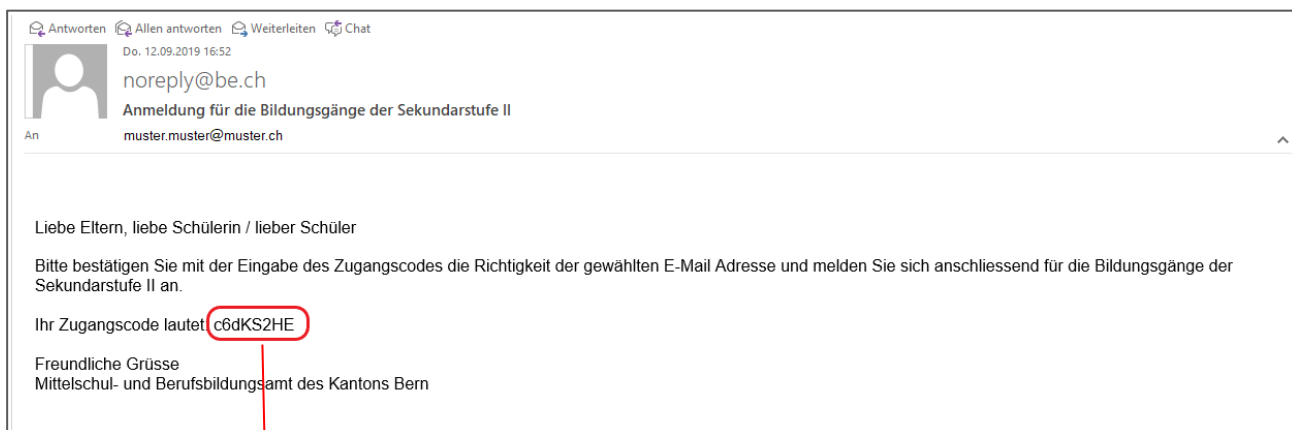 Antworten Allen antworten Weiterleiten Chat
Do. 12.09.2019 16:52
noreply@be.ch
Anmeldung für die Bildungsgänge der Sekundarstufe II
An muster.muster@muster.ch
Liebe Eltern, liebe Schülerin / lieber Schüler
Bitte bestätigen Sie mit der Eingabe des Zugangscodes die Richtigkeit der gewählten E-Mail Adresse und melden Sie sich anschliessend für die Bildungsgänge der
Sekundarstufe II an.
Ihr Zugangscode lautet: c6dKS2HE
Freundliche Grüsse
Mittelschul- und Berufsbildungsamt des Kantons Bern